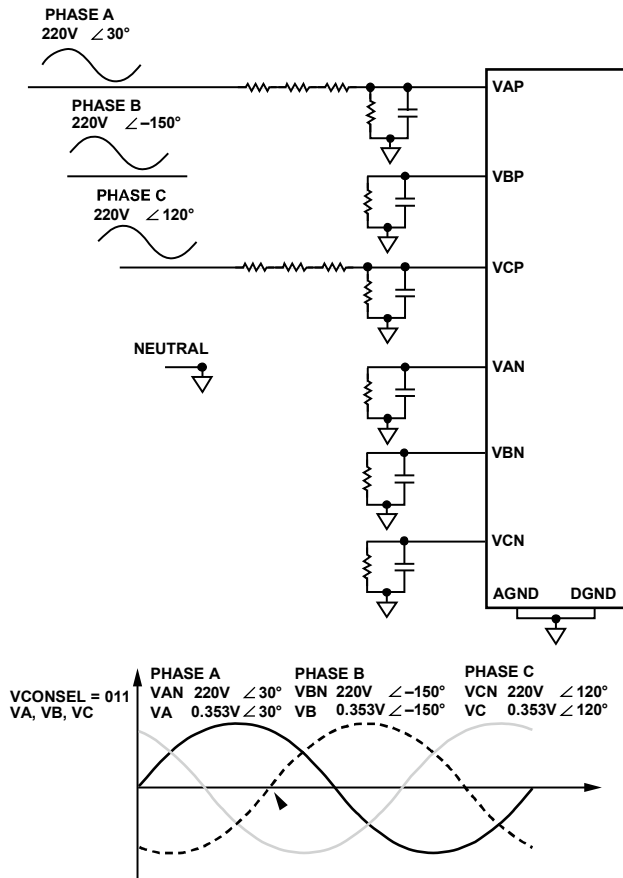 PHASE A
220V ∠ 30°
PHASE B
220V ∠ –150°
PHASE C
220V ∠ 120°
NEUTRAL
VAP
VBP
VCP
VAN
VBN
VCN
AGND DGND
VCONSEL = 011
VA, VB, VC
PHASE A
VAN 220V ∠ 30°
VA 0.353V ∠ 30°
PHASE B
VBN 220V ∠ –150°
VB 0.353V ∠ –150°
PHASE C
VCN 220V ∠ 120°
VC 0.353V ∠ 120°